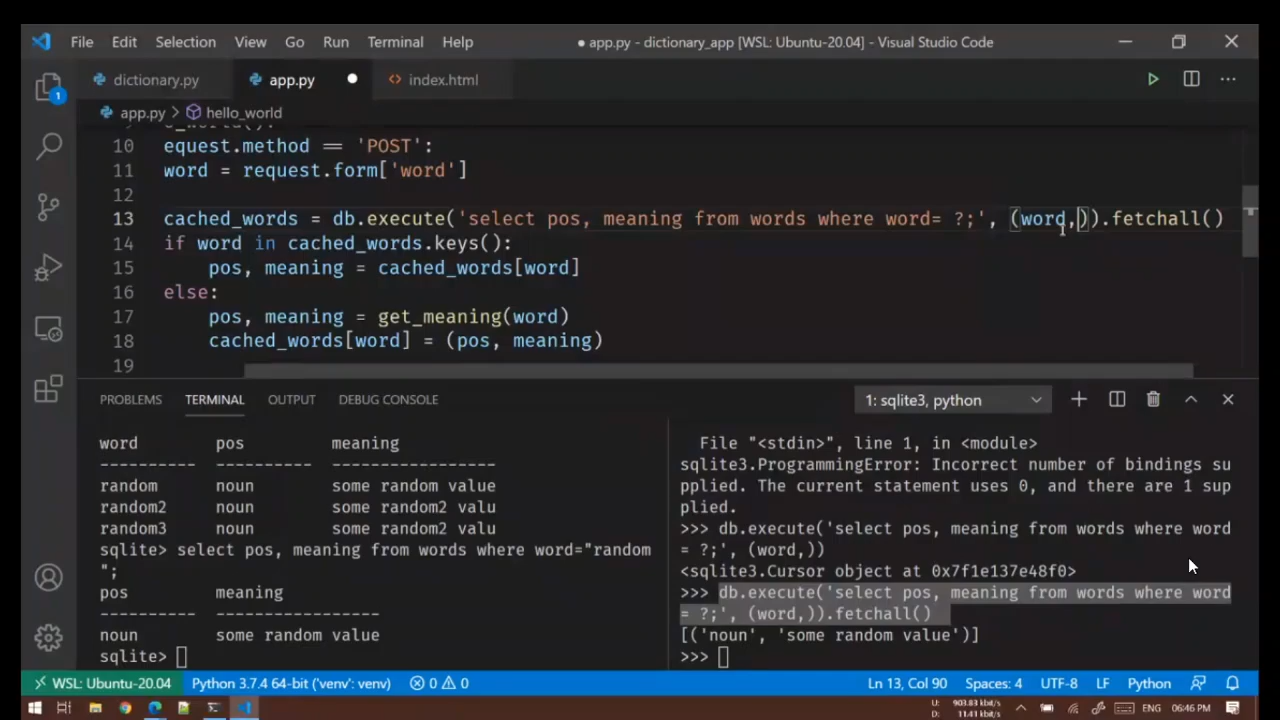 File Edit Selection View Go Run Terminal Help ● app.py - dictionary_app [WSL: Ubuntu-20.04] - Visual Studio Code
dictionary.py app.py index.html
app.py > hello_world
10 equest.method == 'POST':
11 word = request.form['word']
12
13 cached_words = db.execute('select pos, meaning from words where word= ?;', (word,)).fetchall()
14 if word in cached_words.keys():
15 pos, meaning = cached_words[word]
16 else:
17 pos, meaning = get_meaning(word)
18 cached_words[word] = (pos, meaning)
19
1
PROBLEMS TERMINAL OUTPUT DEBUG CONSOLE 1: sqlite3, python
word pos meaning
---------- ---------- -----------------
random noun some random value
random2 noun some random2 valu
random3 noun some random2 valu
sqlite> select pos, meaning from words where word="random
";
pos meaning
---------- -----------------
noun some random value
sqlite>
File "<stdin>", line 1, in <module>
sqlite3.ProgrammingError: Incorrect number of bindings su
pplied. The current statement uses 0, and there are 1 sup
plied.
>>> db.execute('select pos, meaning from words where word
= ?;', (word,))
<sqlite3.Cursor object at 0x7f1e137e48f0>
>>> db.execute('select pos, meaning from words where word
= ?;', (word,)).fetchall()
[('noun', 'some random value')]
>>>
WSL: Ubuntu-20.04 Python 3.7.4 64-bit ('venv': venv) 0 0 Ln 13, Col 90 Spaces: 4 UTF-8 LF Python
U: 903.83 kbit/s
D: 11.41 kbit/s
ENG 06:46 PM